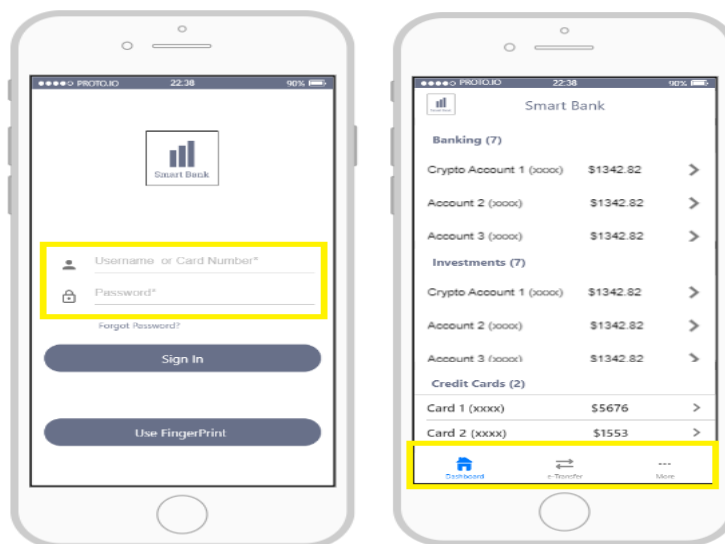 ●●●●○ PROTO.IO 22:38 90%
Smart Bank
Username or Card Number*
Password*
Forgot Password?
Sign In
Use FingerPrint
●●●●○ PROTO.IO 22:38 90%
Smart Bank
Smart Bank
Banking (7)
Crypto Account 1 (xxxx) $1342.82
Account 2 (xxxx) $1342.82
Account 3 (xxxx) $1342.82
Investments (7)
Crypto Account 1 (xxxx) $1342.82
Account 2 (xxxx) $1342.82
Account 3 (xxxx) $1342.82
Credit Cards (2)
Card 1 (xxxx) $5676
Card 2 (xxxx) $1553
Dashboard e-Transfer More